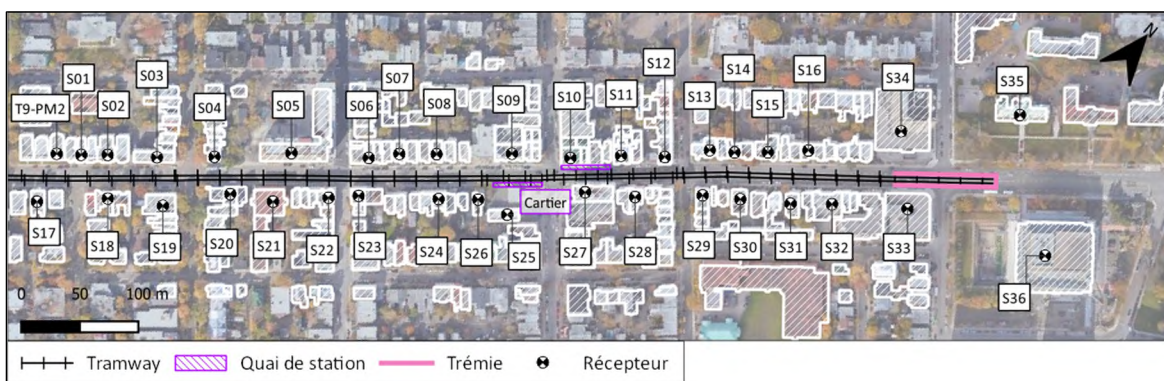 S12
S03 S07 S14 S16
S01 S11 S34
T9-PM2 S02 S04 S05 S06 S08 S09 S10 S13 S15 S35
N
Cartier
S17 S18 S19 S20 S21 S22 S23 S24 S26 S25 S27 S28 S29 S30 S31 S32 S33
S36
0 50 100 m
Tramway Quai de station Trémie Récepteur